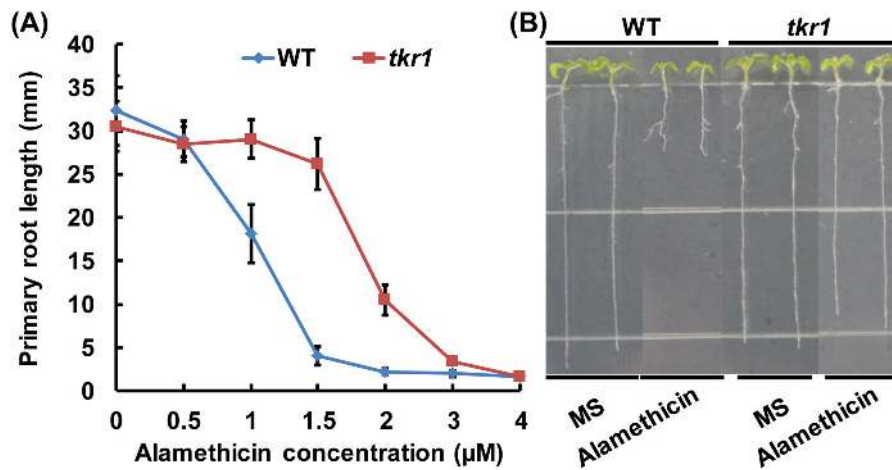 (A)
WT
tkr1
40
35
30
25
20
15
10
5
0
Primary root length (mm)
0 0.5 1 1.5 2 3 4
Alamethicin concentration (µM)
(B)
WT tkr1
MS Alamethicin MS Alamethicin